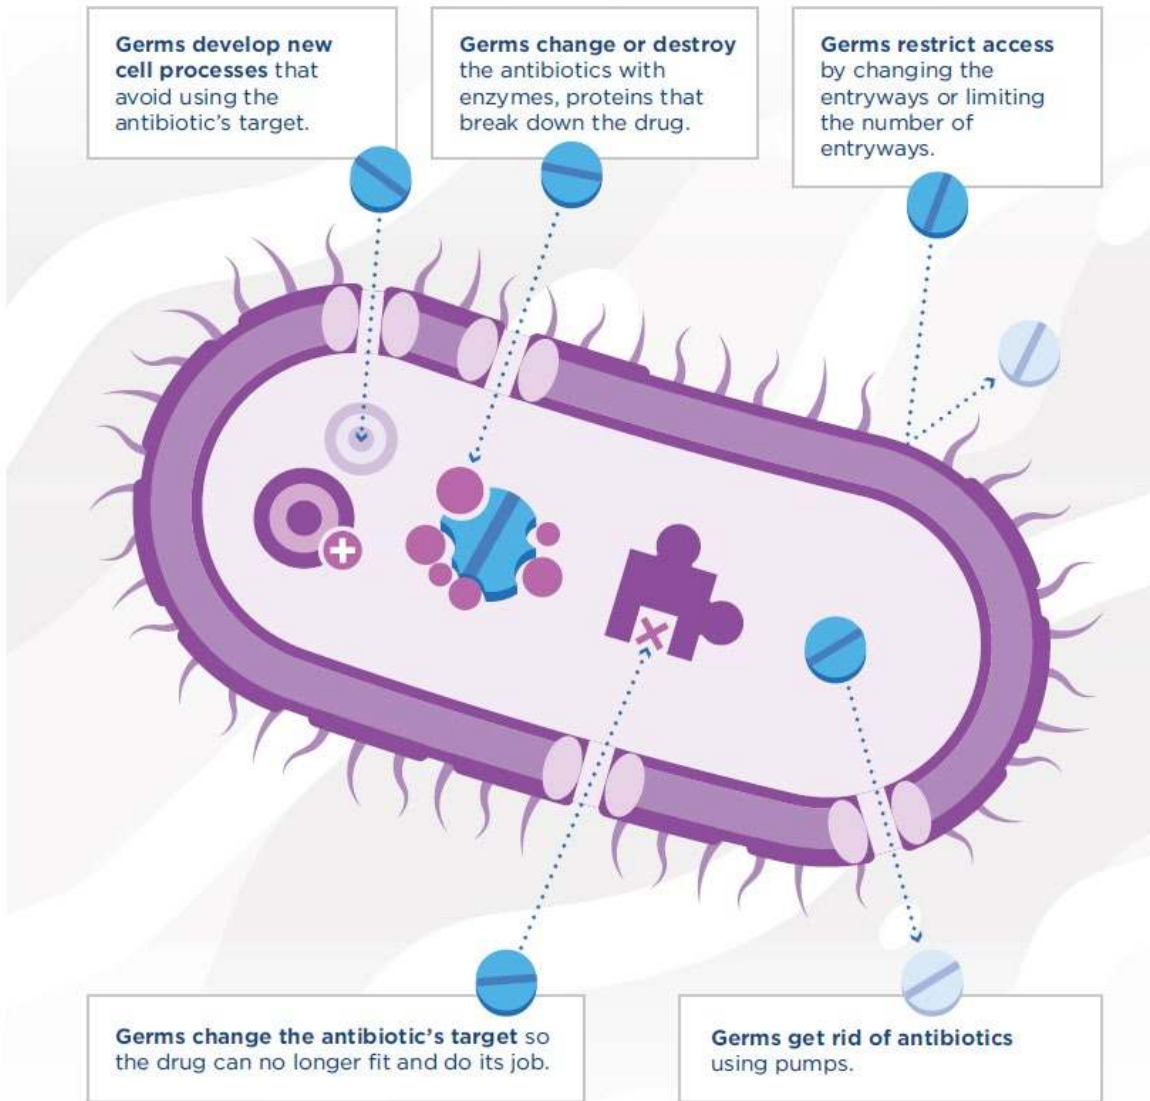 Germs develop new
cell processes that
avoid using the
antibiotic’s target.
Germs change or destroy
the antibiotics with
enzymes, proteins that
break down the drug.
Germs restrict access
by changing the
entryways or limiting
the number of
entryways.
Germs change the antibiotic’s target so
the drug can no longer fit and do its job.
Germs get rid of antibiotics
using pumps.